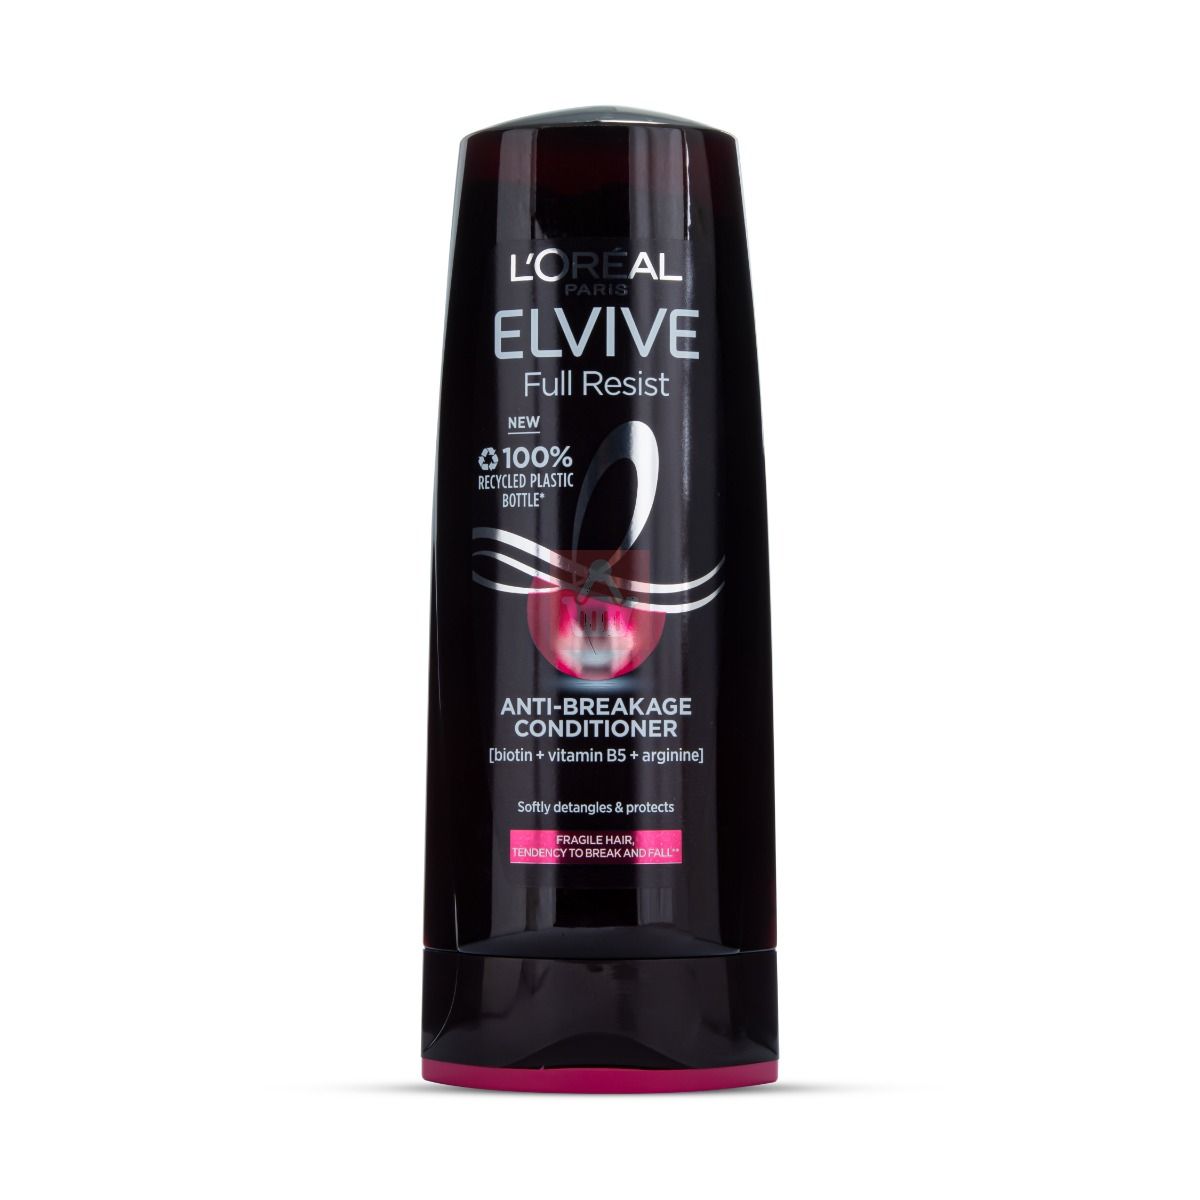 L'ORÉAL
PARIS
ELVIVE
Full Resist
NEW
100%
RECYCLED PLASTIC
BOTTLE*
ANTI-BREAKAGE
CONDITIONER
[biotin + vitamin B5 + arginine]
Softly detangles & protects
FRAGILE HAIR,
TENDENCY TO BREAK AND FALL**